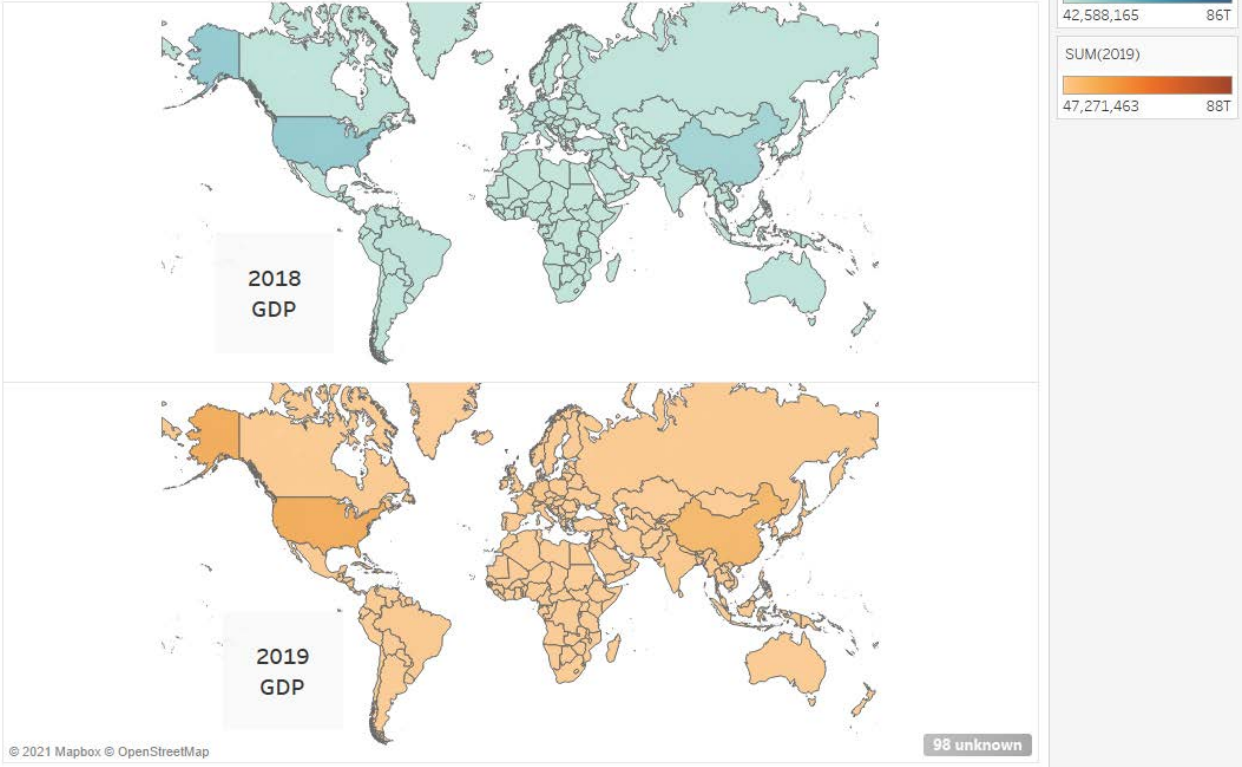 42,588,165 86T
SUM(2019)
47,271,463 88T
2018
GDP
2019
GDP
© 2021 Mapbox © OpenStreetMap
98 unknown